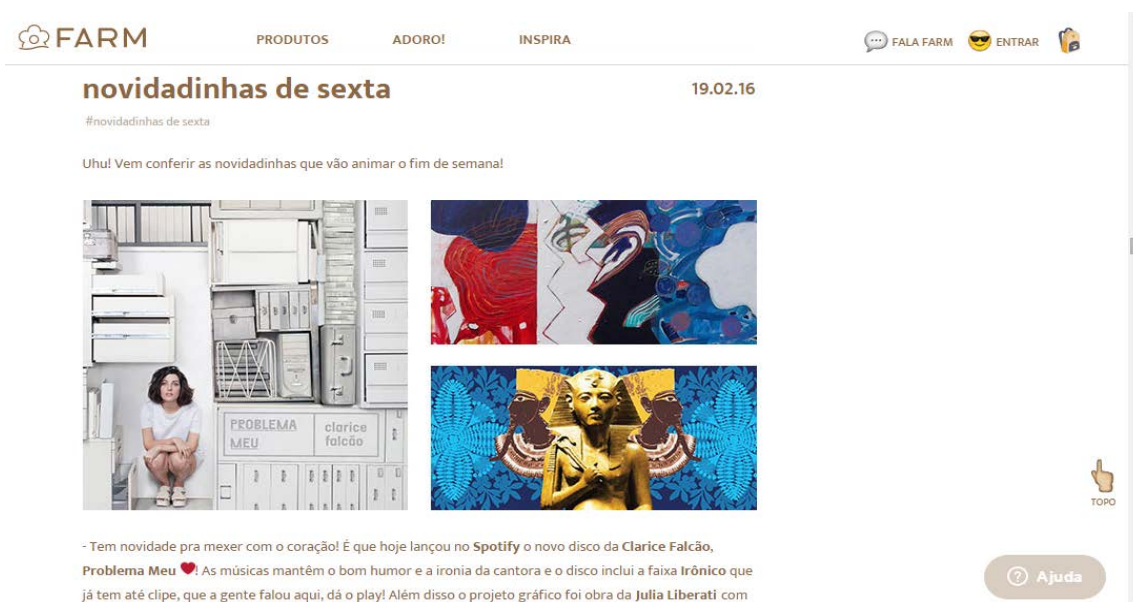 FARM
PRODUTOS
ADORO!
INSPIRA
FALA FARM
ENTRAR
novidadinhas de sexta
19.02.16
#novidadinhas de sexta
Uhu! Vem conferir as novidadinhas que vão animar o fim de semana!
PROBLEMA
MEU
clarice
falcão
TOPO
- Tem novidade pra mexer com o coração! É que hoje lançou no Spotify o novo disco da Clarice Falcão,
Problema Meu ❤! As músicas mantêm o bom humor e a ironia da cantora e o disco inclui a faixa Irônico que
já tem até clipe, que a gente falou aqui, dá o play! Além disso o projeto gráfico foi obra da Julia Liberati com
Ajuda